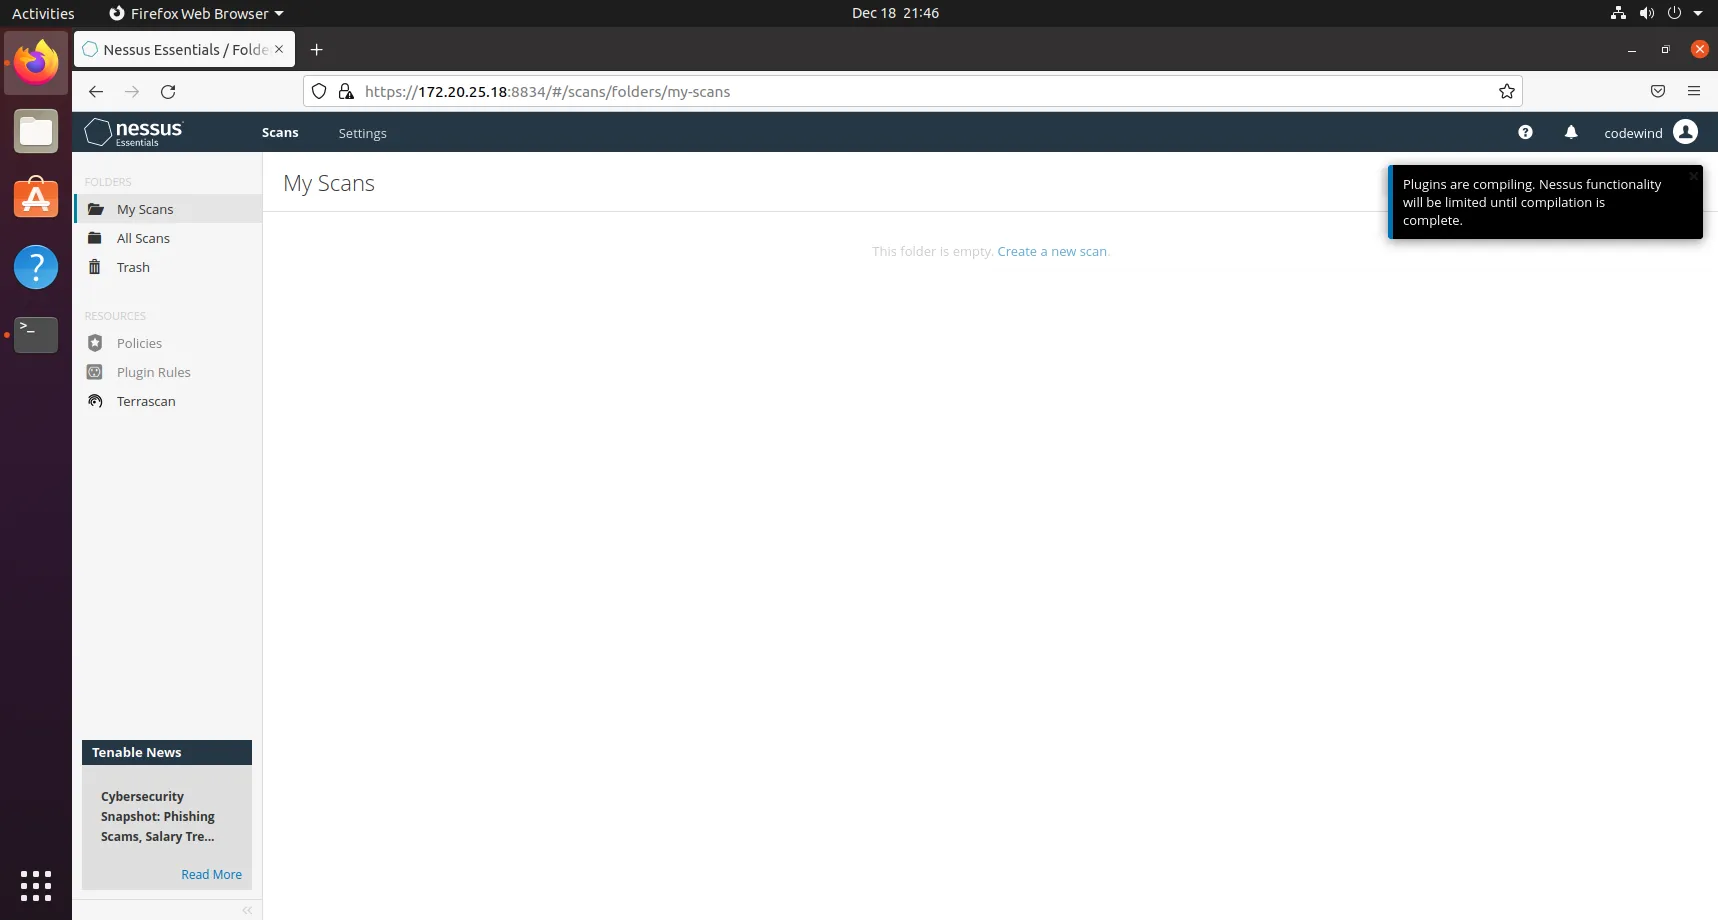 Activities
Firefox Web Browser
Dec 18 21:46
Nessus Essentials / Folde
https://172.20.25.18:8834/#/scans/folders/my-scans
nessus
Essentials
Scans
Settings
codewind
FOLDERS
My Scans
All Scans
Trash
RESOURCES
Policies
Plugin Rules
Terrascan
My Scans
Plugins are compiling. Nessus functionality
will be limited until compilation is
complete.
This folder is empty. Create a new scan.
Tenable News
Cybersecurity
Snapshot: Phishing
Scams, Salary Tre...
Read More